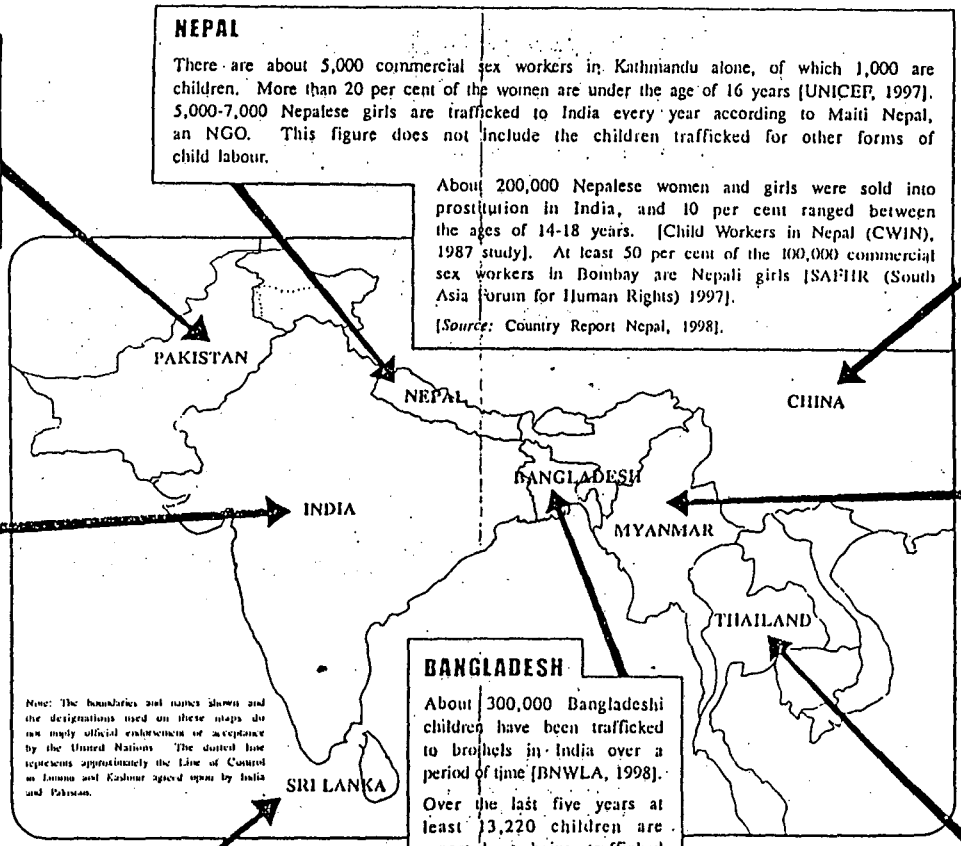 NEPAL
There are about 5,000 commercial sex workers in Kathmandu alone, of which 1,000 are
children. More than 20 per cent of the women are under the age of 16 years [UNICEF, 1997].
5,000-7,000 Nepalese girls are trafficked to India every year according to Maiti Nepal,
an NGO. This figure does not include the children trafficked for other forms of
child labour.
About 200,000 Nepalese women and girls were sold into
prostitution in India, and 10 per cent ranged between
the ages of 14-18 years. [Child Workers in Nepal (CWIN),
1987 study]. At least 50 per cent of the 100,000 commercial
sex workers in Bombay are Nepali girls [SAFHR (South
Asia Forum for Human Rights) 1997].
[Source: Country Report Nepal, 1998].
PAKISTAN
NEPAL
CHINA
BANGLADESH
INDIA
MYANMAR
THAILAND
BANGLADESH
About 300,000 Bangladeshi
children have been trafficked
to brothels in India over a
period of time [BNWLA, 1998].
Over the last five years at
least 13,220 children are
Note: The boundaries and names shown and
the designations used on these maps do
not imply official endorsement or acceptance
by the United Nations. The dotted line
represents approximately the Line of Control
in Jammu and Kashmir agreed upon by India
and Pakistan.
SRI LANKA